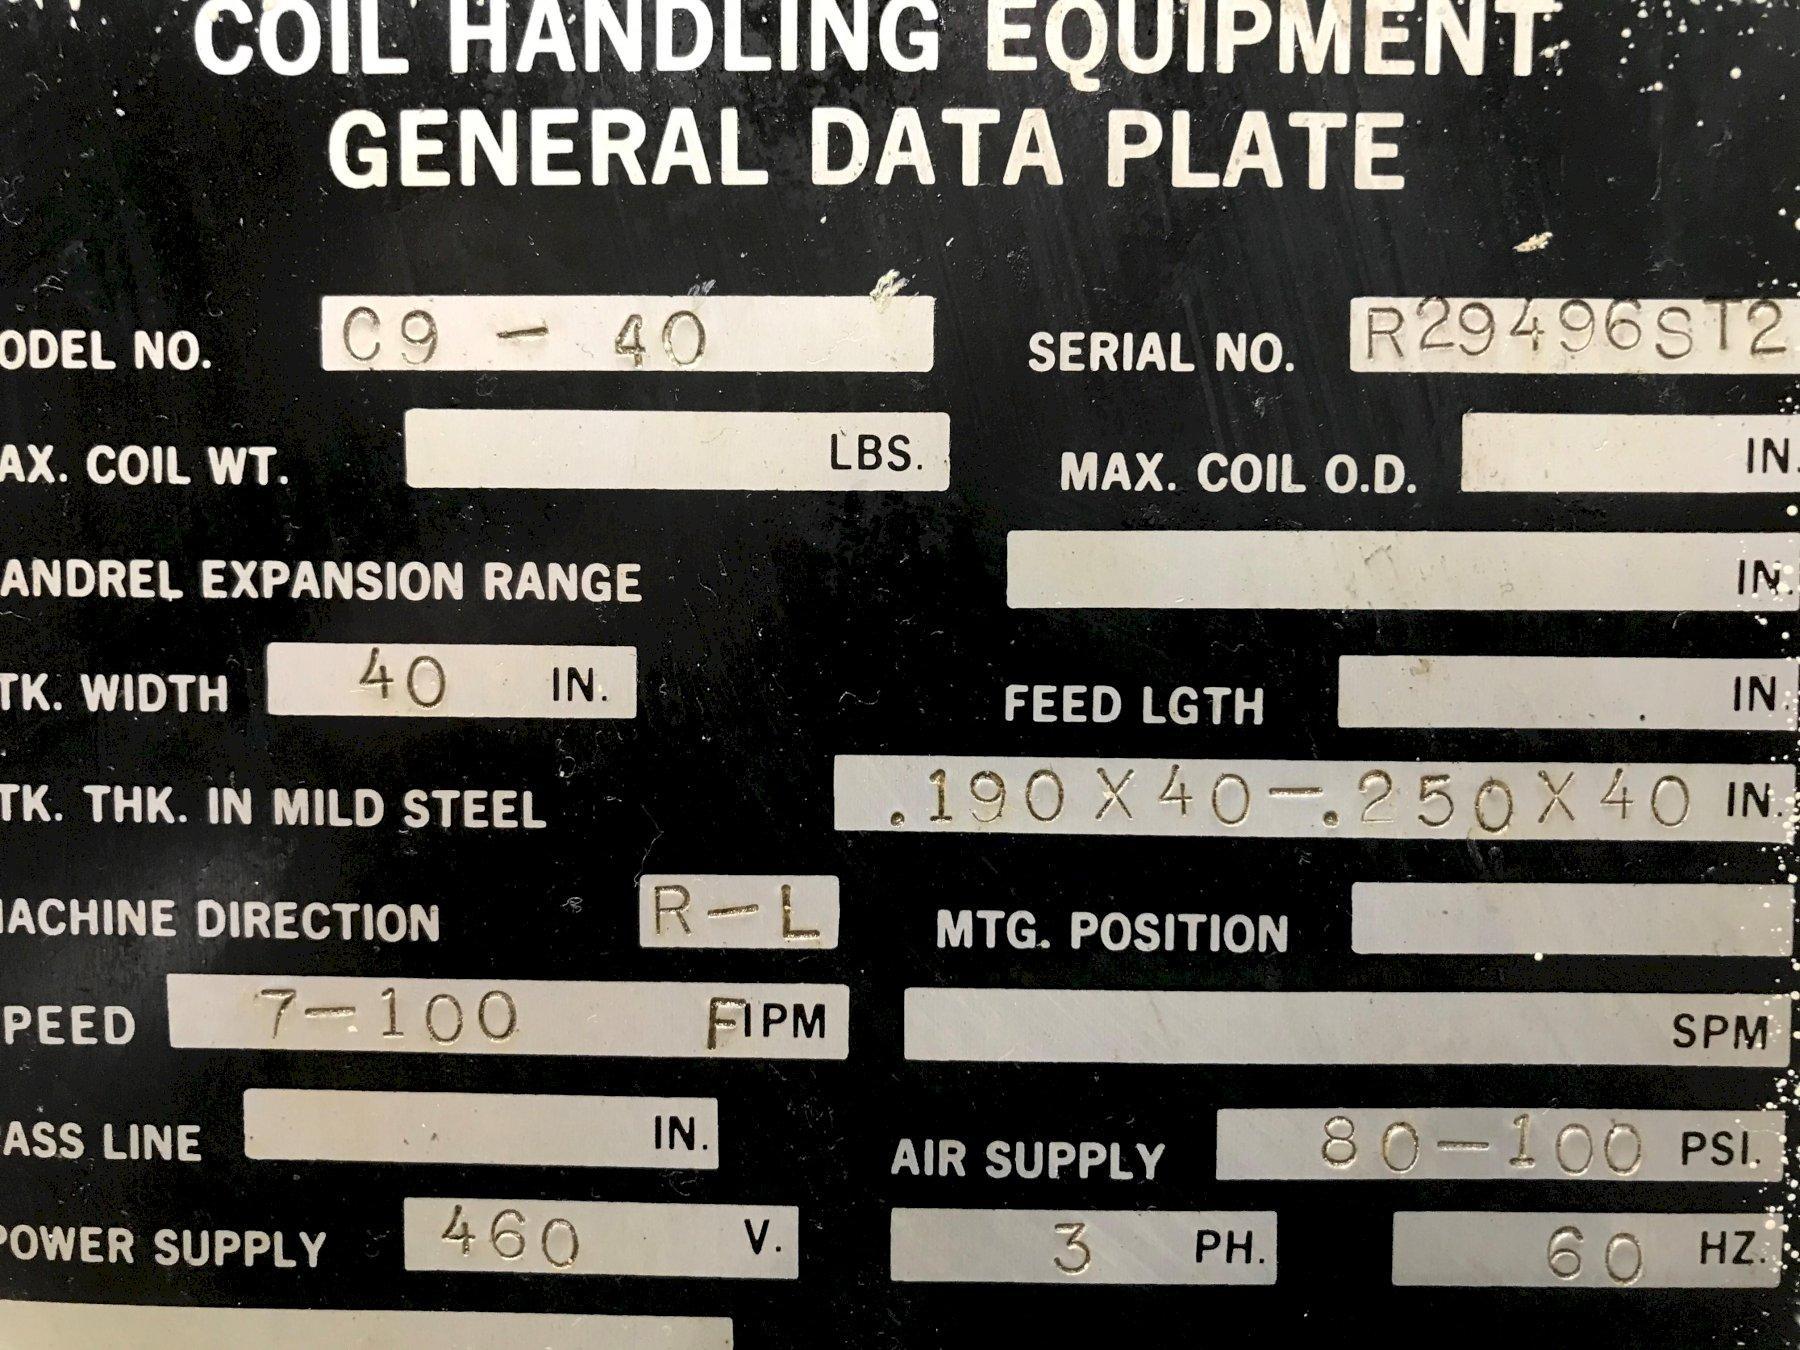 COIL HANDLING EQUIPMENT
GENERAL DATA PLATE
ODEL NO. C9 - 40 SERIAL NO. R29496ST2
AX. COIL WT. LBS. MAX. COIL O.D. IN.
ANDREL EXPANSION RANGE IN.
TK. WIDTH 40 IN. FEED LGTH IN.
TK. THK. IN MILD STEEL .190X40-.250X40 IN.
MACHINE DIRECTION R-L MTG. POSITION
PEED 7-100 FIPM SPM
ASS LINE IN. AIR SUPPLY 80-100 PSI.
POWER SUPPLY 460 V. 3 PH. 60 HZ.